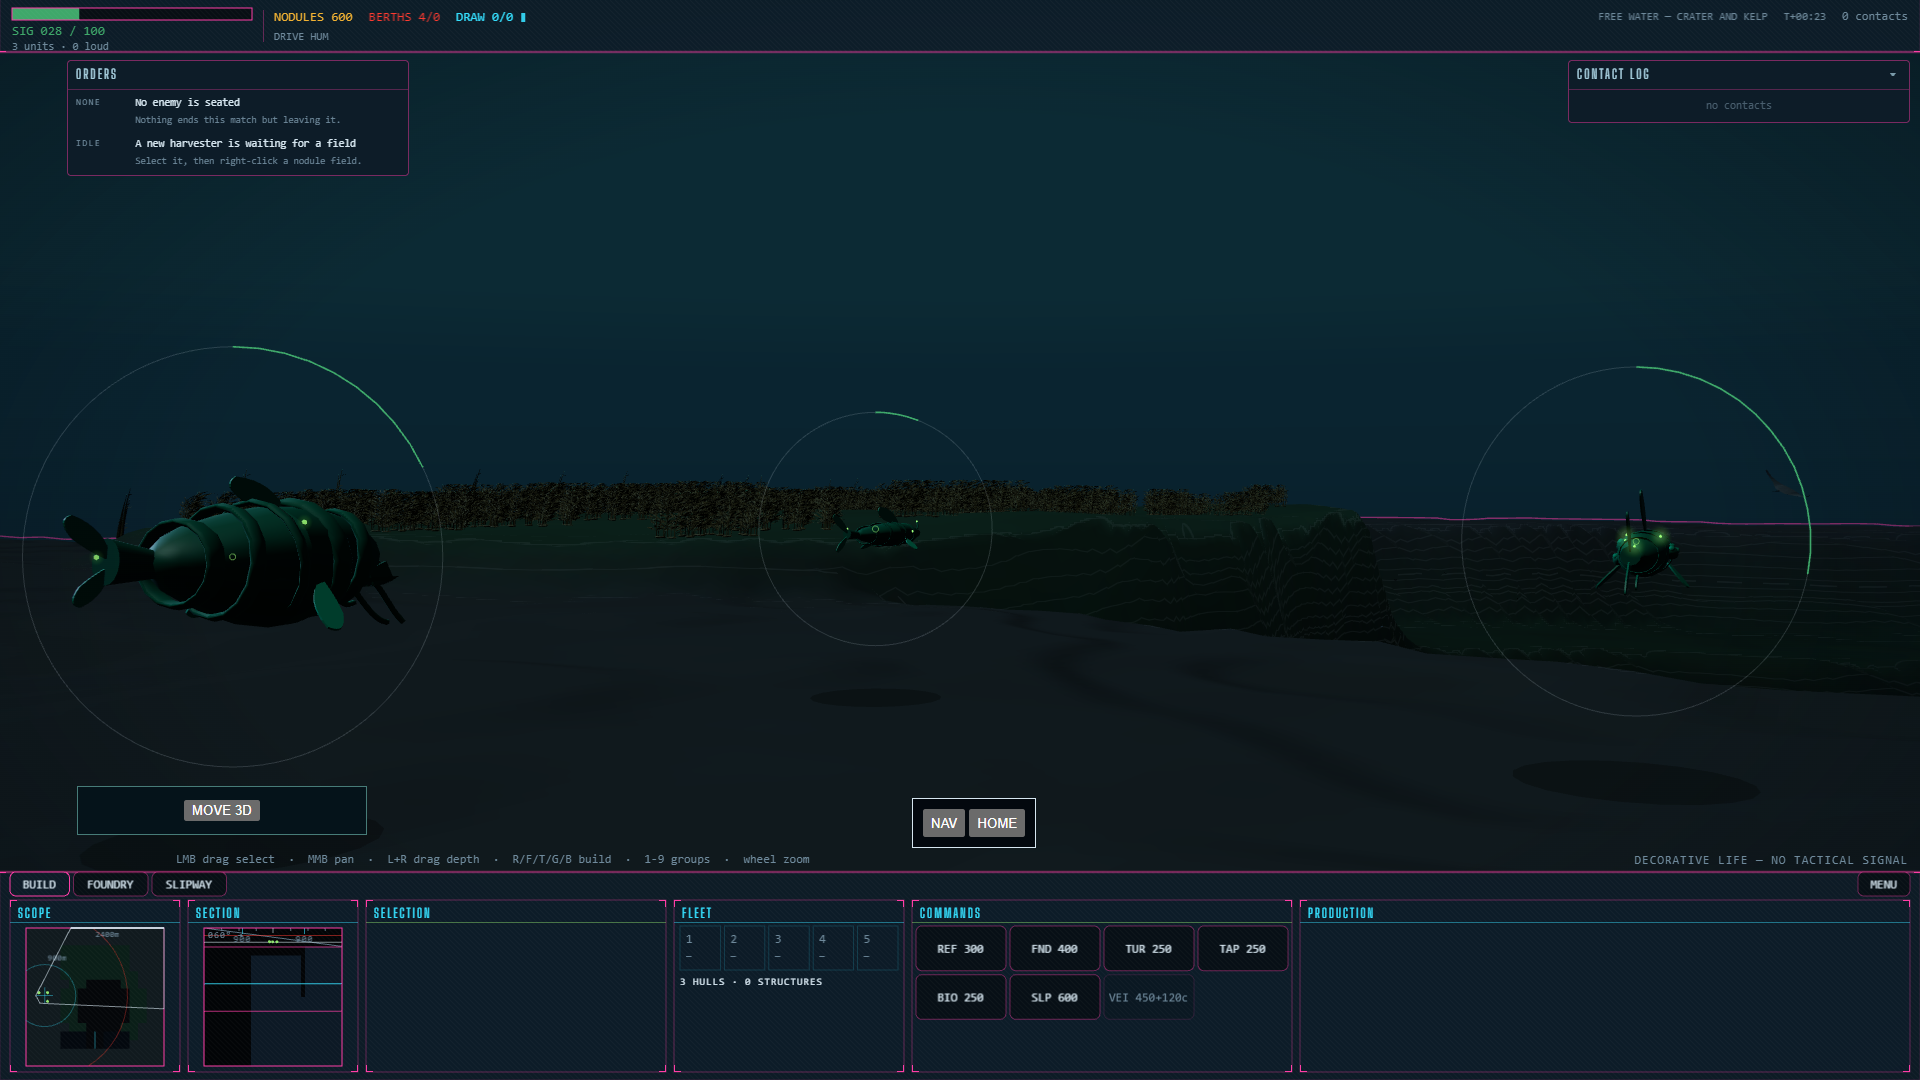 SIG 028 / 100
3 units · 0 loud
NODULES 600 BERTHS 4/0 DRAW 0/0
DRIVE HUM
FREE WATER — CRATER AND KELP T+00:23 0 contacts
ORDERS
NONE No enemy is seated
Nothing ends this match but leaving it.
IDLE A new harvester is waiting for a field
Select it, then right-click a nodule field.
CONTACT LOG
no contacts
MOVE 3D
NAV HOME
LMB drag select · MMB pan · L+R drag depth · R/F/T/G/B build · 1-9 groups · wheel zoom
DECORATIVE LIFE — NO TACTICAL SIGNAL
BUILD FOUNDRY SLIPWAY MENU
SCOPE
2400m
900m
SECTION
060°
900 900
SELECTION
FLEET
1 2 3 4 5
– – – – –
3 HULLS · 0 STRUCTURES
COMMANDS
REF 300 FND 400 TUR 250 TAP 250
BIO 250 SLP 600 VEI 450+120c
PRODUCTION